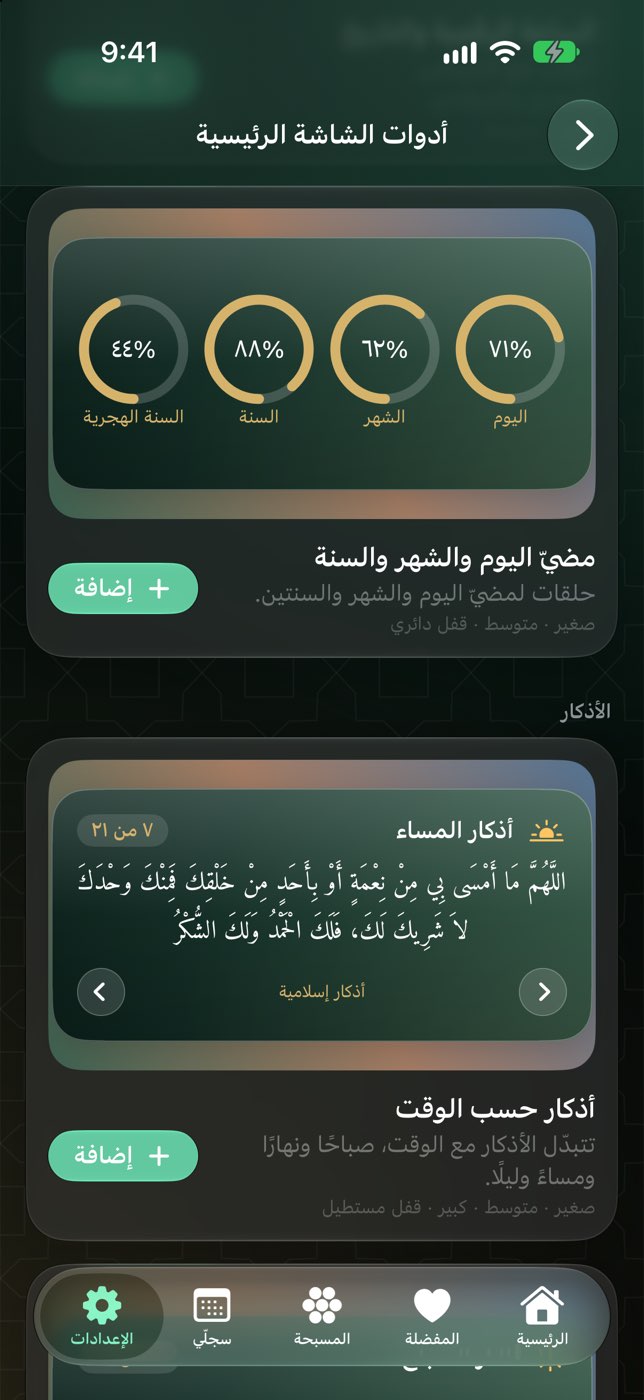 9:41
أدوات الشاشة الرئيسية
٧١%
٦٢%
٨٨%
٤٤%
اليوم
الشهر
السنة
السنة الهجرية
مضيّ اليوم والشهر والسنة
حلقات لمضيّ اليوم والشهر والسنتين.
صغير · متوسط · قفل دائري
إضافة
الأذكار
أذكار المساء
٧ من ٢١
اللَّهُمَّ مَا أَمْسَى بِي مِنْ نِعْمَةٍ أَوْ بِأَحَدٍ مِنْ خَلْقِكَ فَمِنْكَ وَحْدَكَ
لاَ شَرِيكَ لَكَ، فَلَكَ الْحَمْدُ وَلَكَ الشُّكْرُ
أذكار إسلامية
أذكار حسب الوقت
تتبدّل الأذكار مع الوقت، صباحًا ونهارًا
ومساءً وليلًا.
صغير · متوسط · كبير · قفل مستطيل
إضافة
الرئيسية
المفضلة
المسبحة
سجلّي
الإعدادات